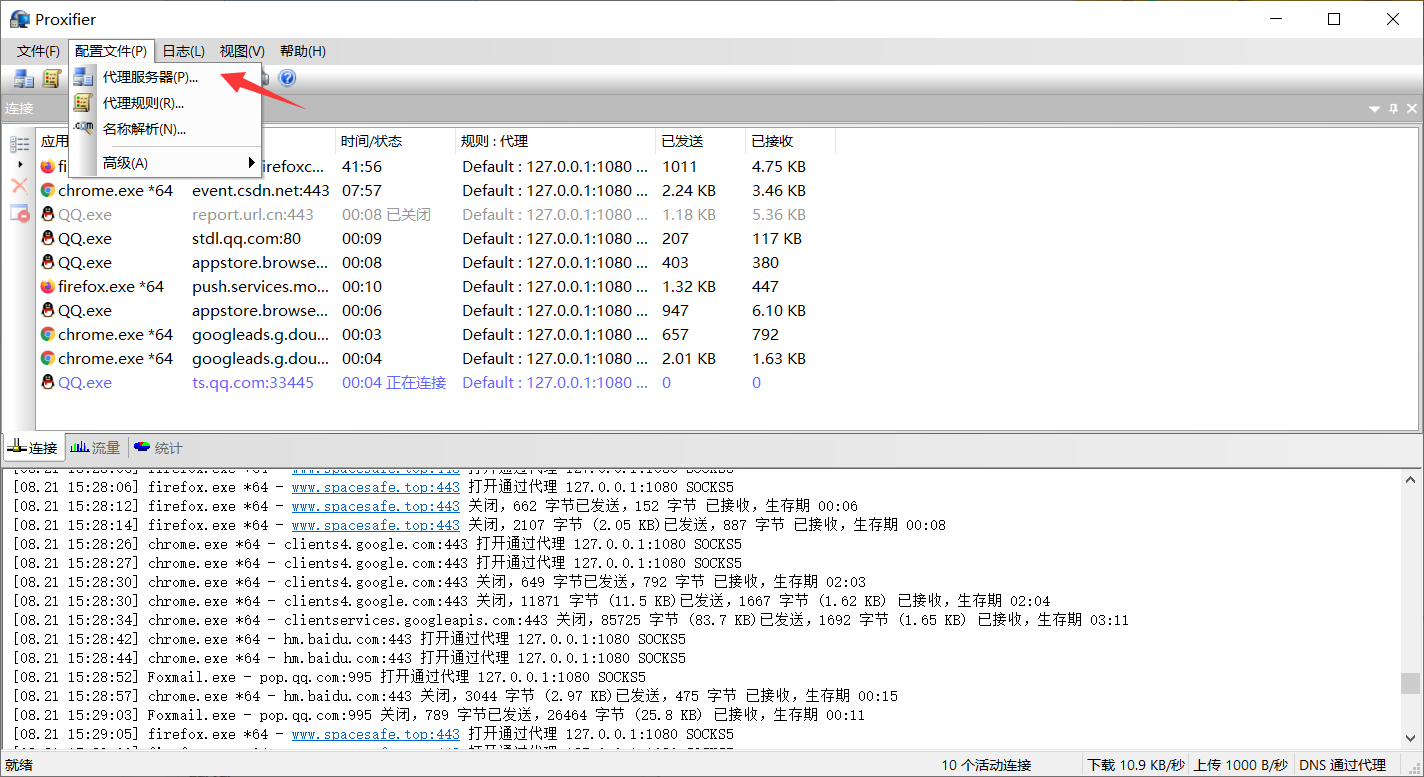 Proxifier
文件(F) 配置文件(P) 日志(L) 视图(V) 帮助(H)
代理服务器(P)...
代理规则(R)...
名称解析(N)...
高级(A)
连接
应用 时间/状态 规则 : 代理 已发送 已接收
fi irefoxc... 41:56 Default : 127.0.0.1:1080 ... 1011 4.75 KB
chrome.exe *64 event.csdn.net:443 07:57 Default : 127.0.0.1:1080 ... 2.24 KB 3.46 KB
QQ.exe report.url.cn:443 00:08 已关闭 Default : 127.0.0.1:1080 ... 1.18 KB 5.36 KB
QQ.exe stdl.qq.com:80 00:09 Default : 127.0.0.1:1080 ... 207 117 KB
QQ.exe appstore.browse... 00:08 Default : 127.0.0.1:1080 ... 403 380
firefox.exe *64 push.services.mo... 00:10 Default : 127.0.0.1:1080 ... 1.32 KB 447
QQ.exe appstore.browse... 00:06 Default : 127.0.0.1:1080 ... 947 6.10 KB
chrome.exe *64 googleads.g.dou... 00:03 Default : 127.0.0.1:1080 ... 657 792
chrome.exe *64 googleads.g.dou... 00:04 Default : 127.0.0.1:1080 ... 2.01 KB 1.63 KB
QQ.exe ts.qq.com:33445 00:04 正在连接 Default : 127.0.0.1:1080 ... 0 0
连接 流量 统计
[08.21 15:28:06] firefox.exe *64 - www.spacesafe.top:443 打开通过代理 127.0.0.1:1080 SOCKS5
[08.21 15:28:12] firefox.exe *64 - www.spacesafe.top:443 关闭，662 字节已发送，152 字节 已接收，生存期 00:06
[08.21 15:28:14] firefox.exe *64 - www.spacesafe.top:443 关闭，2107 字节 (2.05 KB)已发送，887 字节 已接收，生存期 00:08
[08.21 15:28:26] chrome.exe *64 - clients4.google.com:443 打开通过代理 127.0.0.1:1080 SOCKS5
[08.21 15:28:27] chrome.exe *64 - clients4.google.com:443 打开通过代理 127.0.0.1:1080 SOCKS5
[08.21 15:28:30] chrome.exe *64 - clients4.google.com:443 关闭，649 字节已发送，792 字节 已接收，生存期 02:03
[08.21 15:28:30] chrome.exe *64 - clients4.google.com:443 关闭，11871 字节 (11.5 KB)已发送，1667 字节 (1.62 KB) 已接收，生存期 02:04
[08.21 15:28:34] chrome.exe *64 - clientservices.googleapis.com:443 关闭，85725 字节 (83.7 KB)已发送，1692 字节 (1.65 KB) 已接收，生存期 03:11
[08.21 15:28:42] chrome.exe *64 - hm.baidu.com:443 打开通过代理 127.0.0.1:1080 SOCKS5
[08.21 15:28:44] chrome.exe *64 - hm.baidu.com:443 打开通过代理 127.0.0.1:1080 SOCKS5
[08.21 15:28:52] Foxmail.exe - pop.qq.com:995 打开通过代理 127.0.0.1:1080 SOCKS5
[08.21 15:28:57] chrome.exe *64 - hm.baidu.com:443 关闭，3044 字节 (2.97 KB)已发送，475 字节 已接收，生存期 00:15
[08.21 15:29:03] Foxmail.exe - pop.qq.com:995 关闭，789 字节已发送，26464 字节 (25.8 KB) 已接收，生存期 00:11
[08.21 15:29:05] firefox.exe *64 - www.spacesafe.top:443 打开通过代理 127.0.0.1:1080 SOCKS5
就绪 10 个活动连接 下载 10.9 KB/秒 上传 1000 B/秒 DNS 通过代理